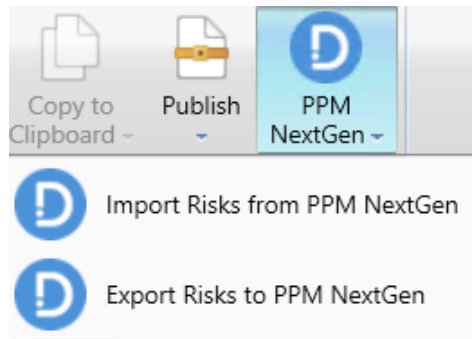 Copy to Clipboard
Publish
PPM NextGen
Import Risks from PPM NextGen
Export Risks to PPM NextGen